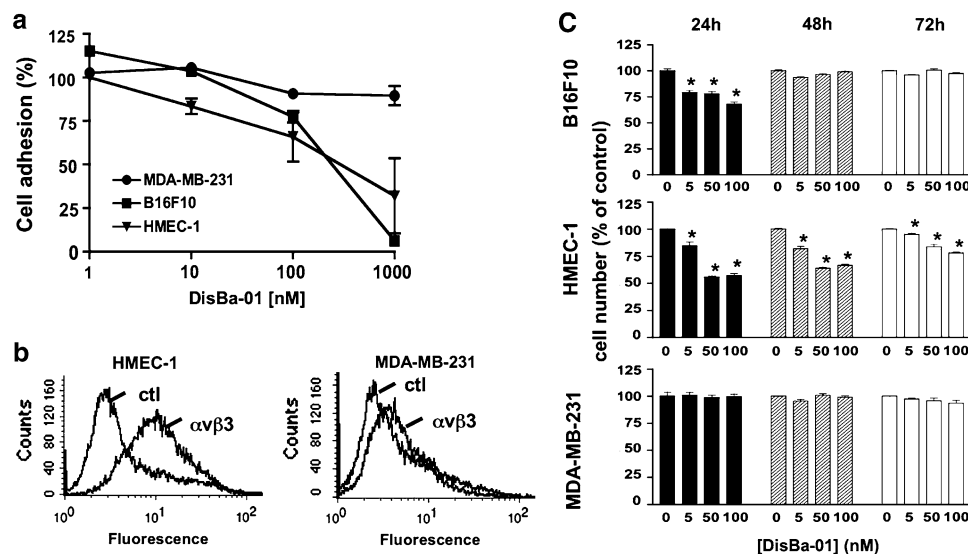 a
Cell adhesion (%)
125
100
75
50
25
0
MDA-MB-231
B16F10
HMEC-1
1 10 100 1000
DisBa-01 [nM]
b
HMEC-1
Counts
0 40 80 120 160
ctl
αvβ3
10⁰ 10¹ 10²
Fluorescence
MDA-MB-231
Counts
0 40 80 120 160
ctl
αvβ3
10⁰ 10¹ 10²
Fluorescence
C
24h 48h 72h
cell number (% of control)
B16F10
125
100
75
50
25
0
* * *
0 5 50 100 0 5 50 100 0 5 50 100
HMEC-1
125
100
75
50
25
0
* * * * * * * * *
0 5 50 100 0 5 50 100 0 5 50 100
MDA-MB-231
125
100
75
50
25
0
0 5 50 100 0 5 50 100 0 5 50 100
[DisBa-01] (nM)